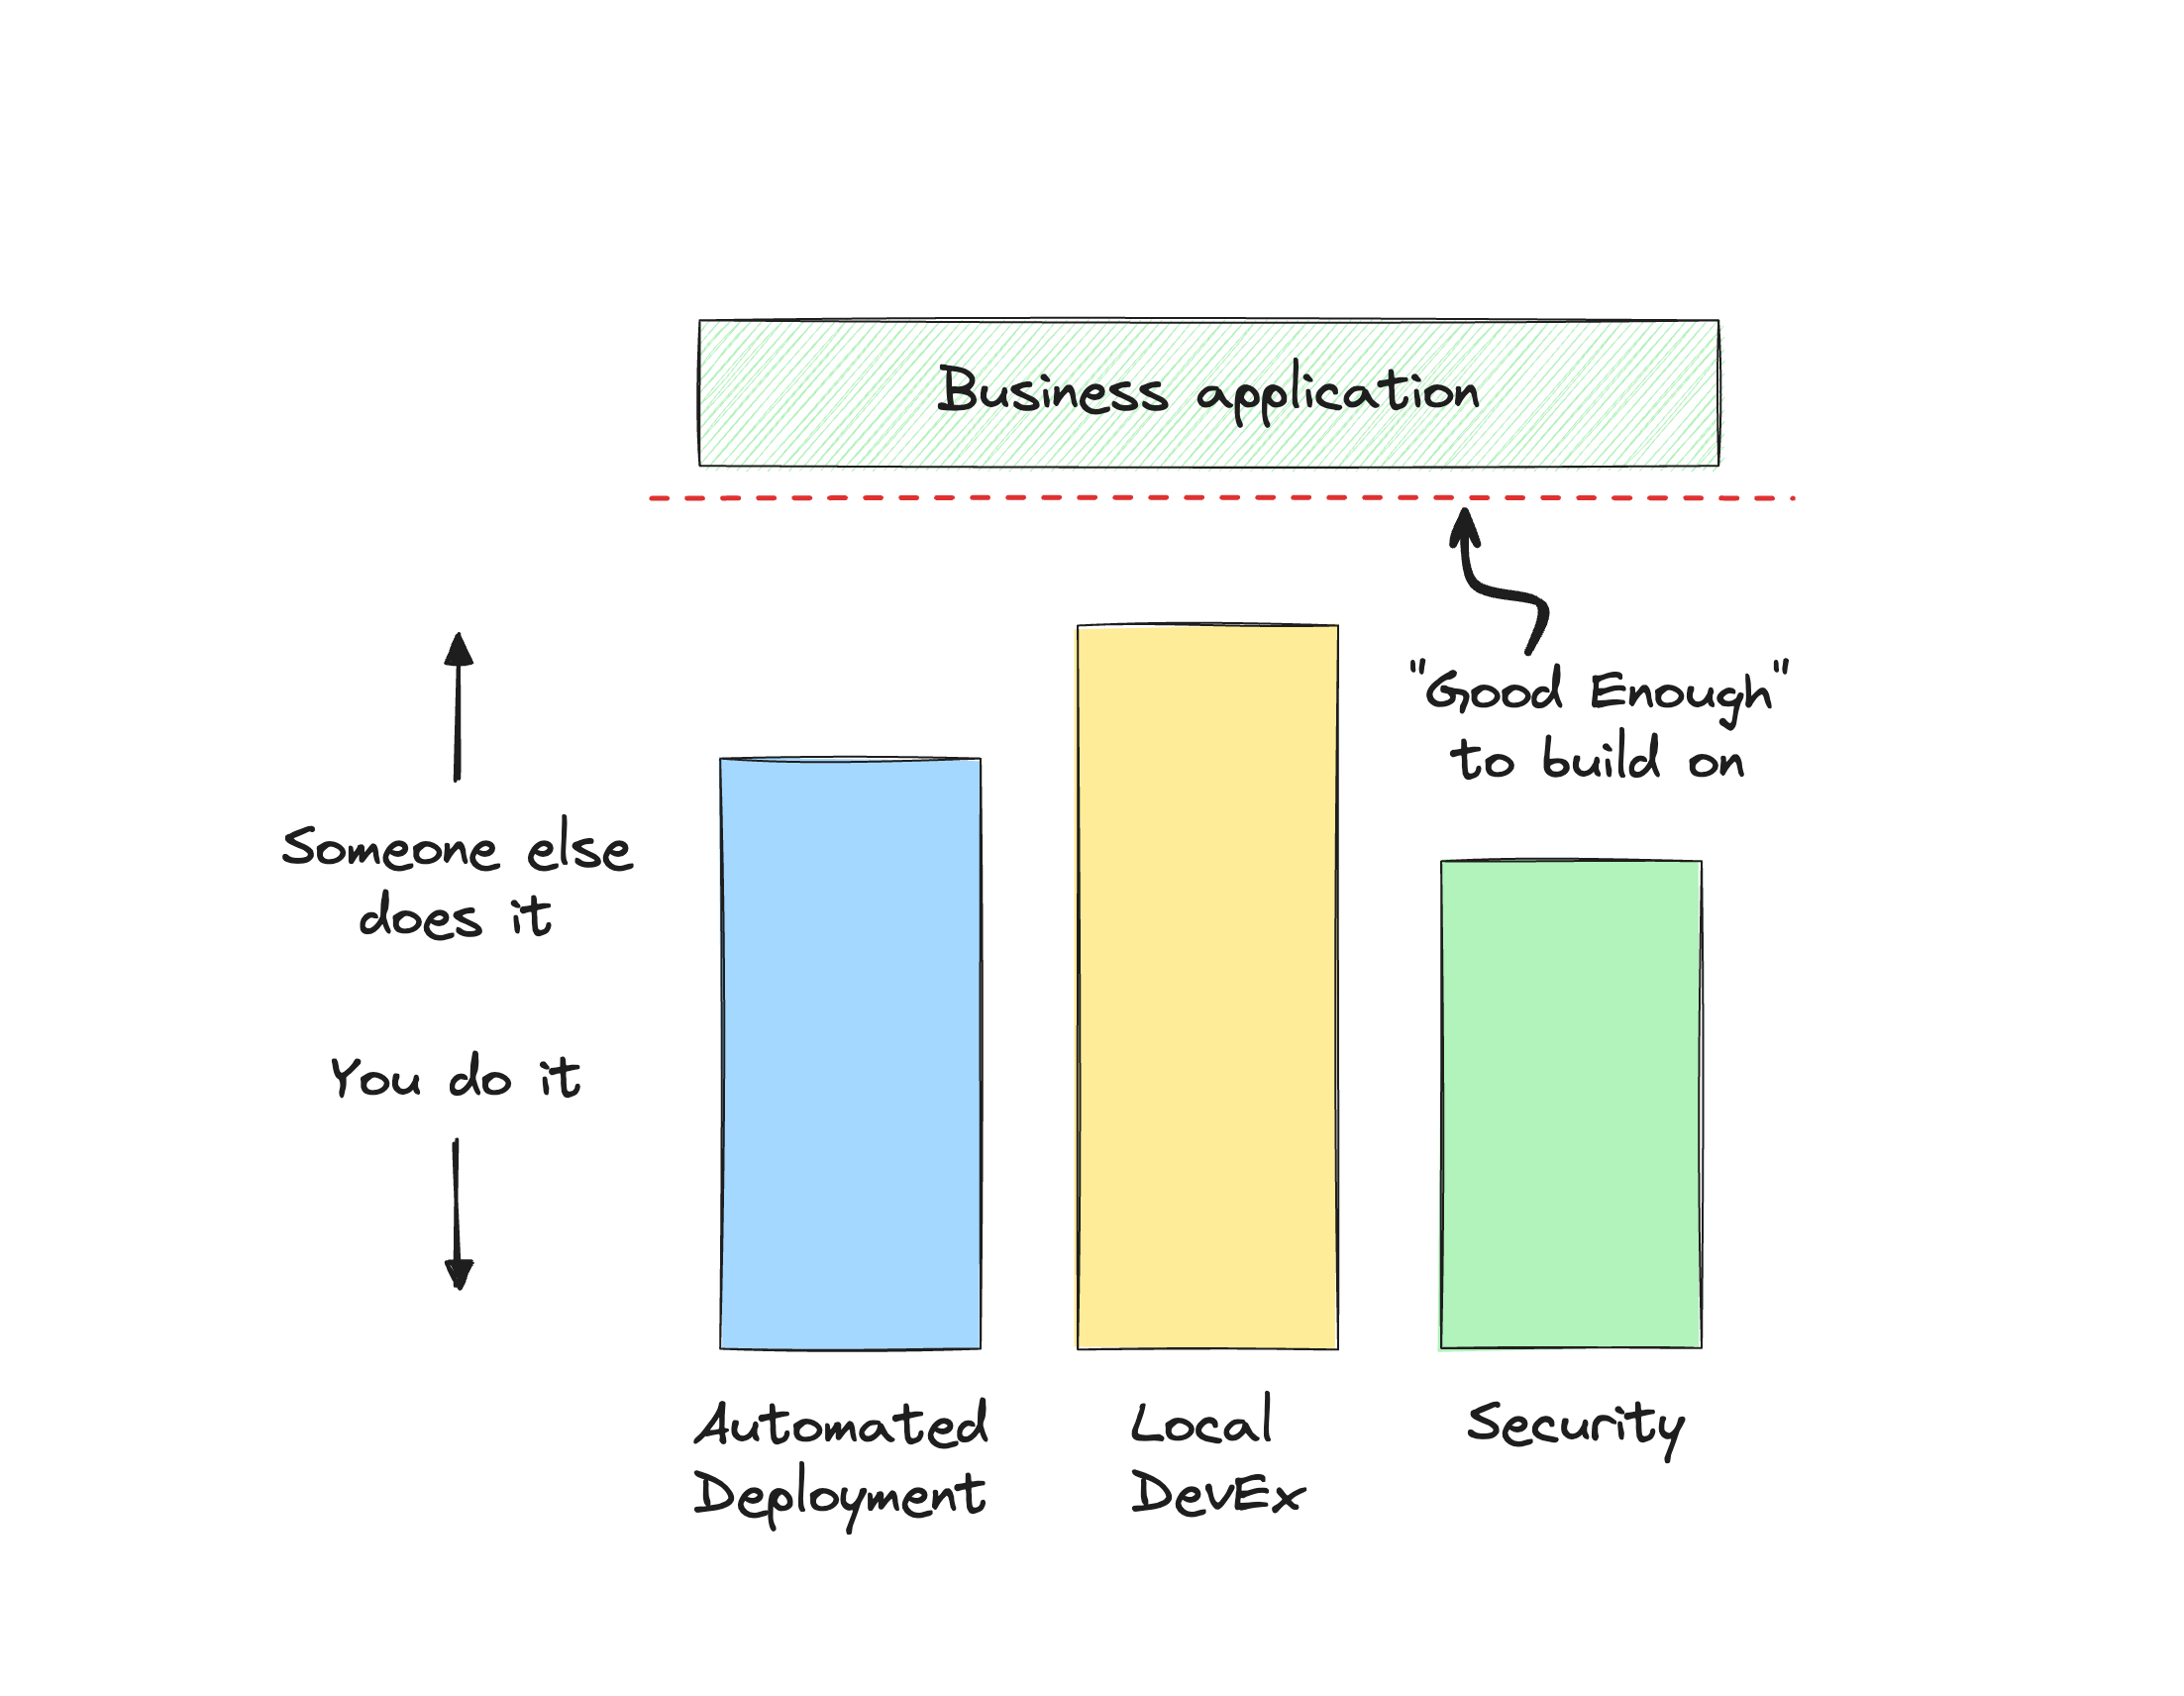 Business application
"Good Enough"
to build on
Someone else
does it
You do it
Automated
Deployment
Local
DevEx
Security